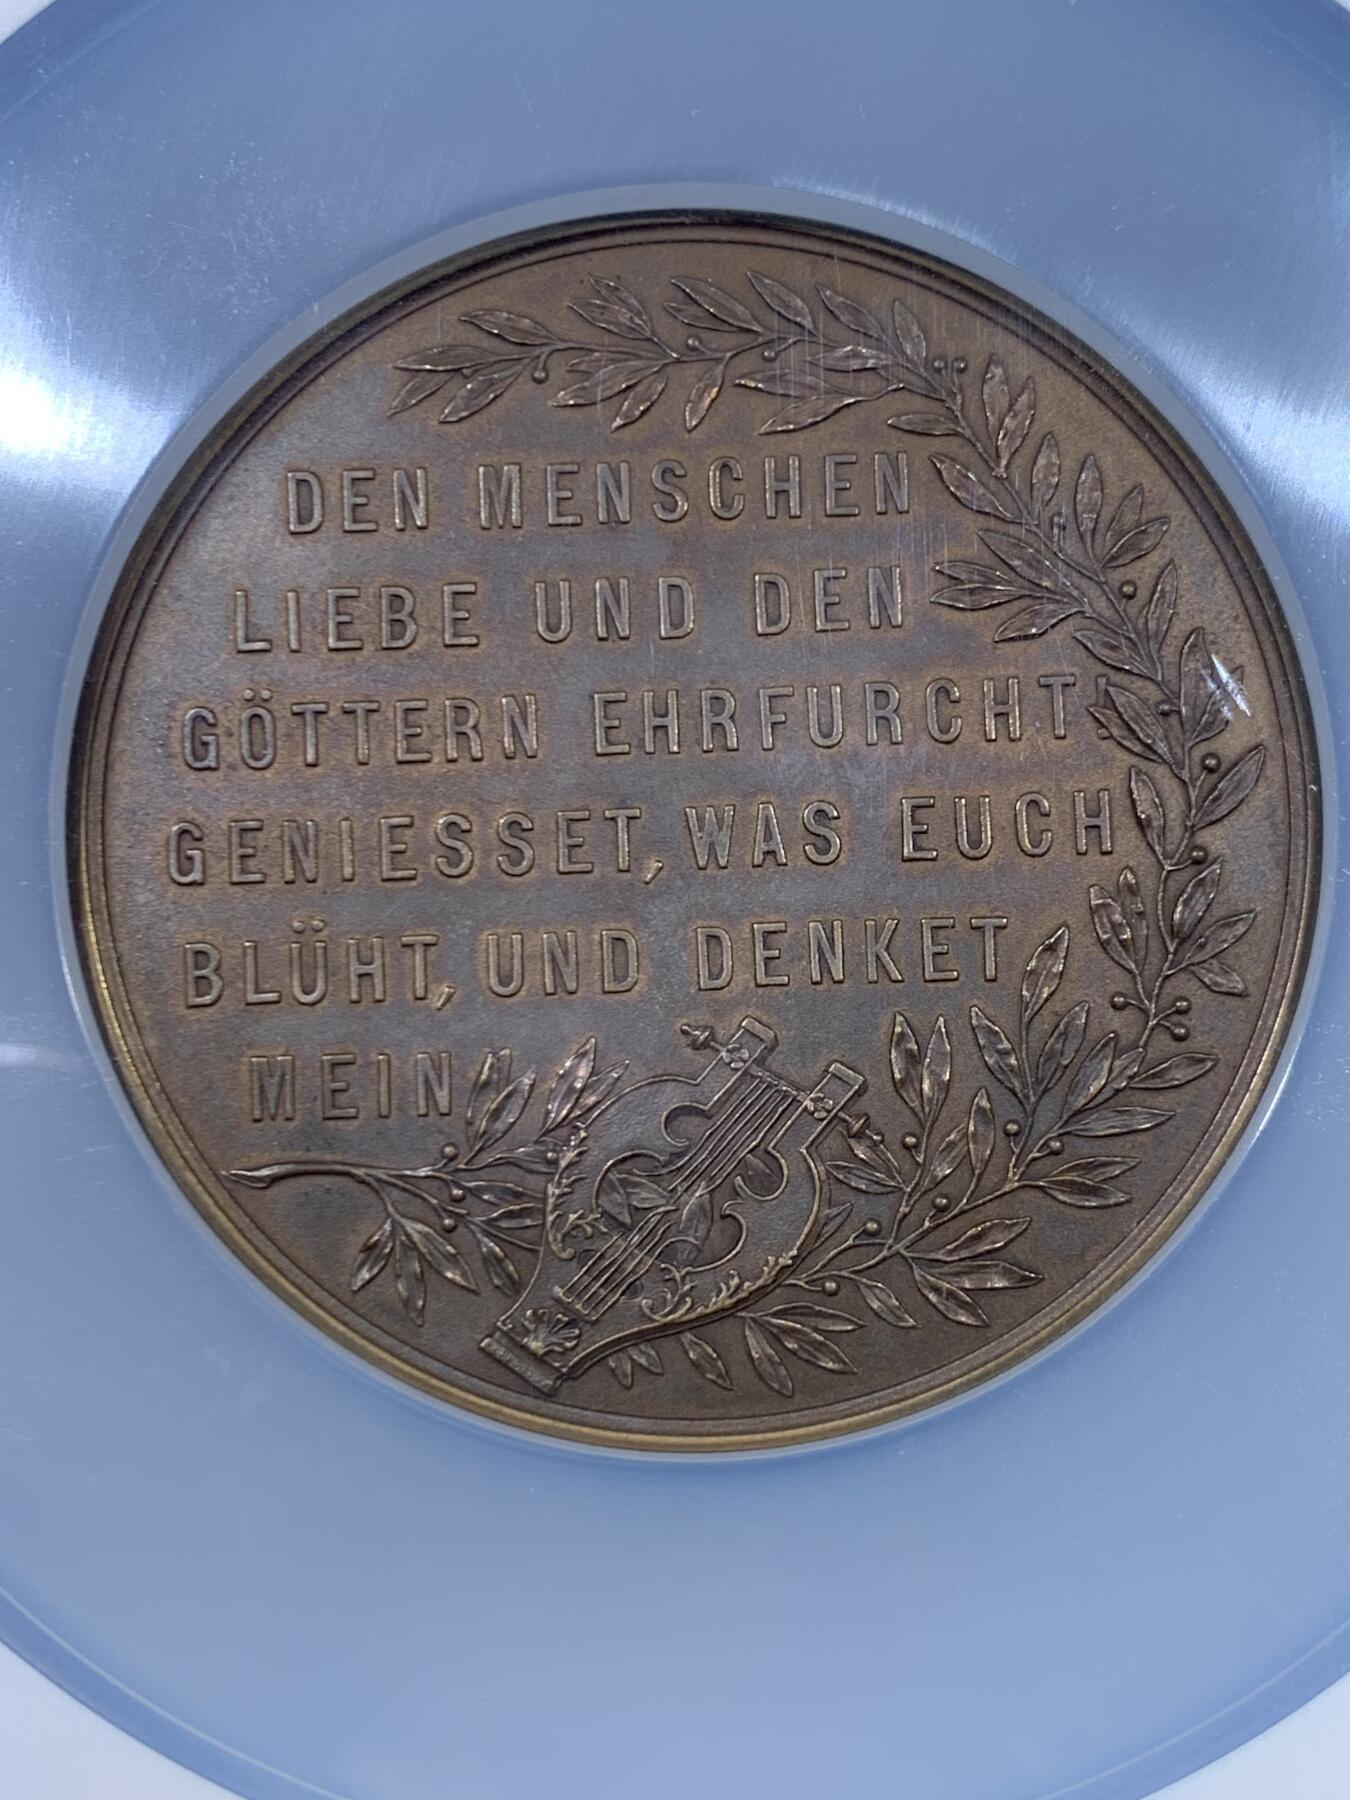 DEN MENSCHEN
LIEBE UND DEN
GÖTTERN EHRFURCHT!
GENIESSET, WAS EUCH
BLÜHT, UND DENKET
MEIN!